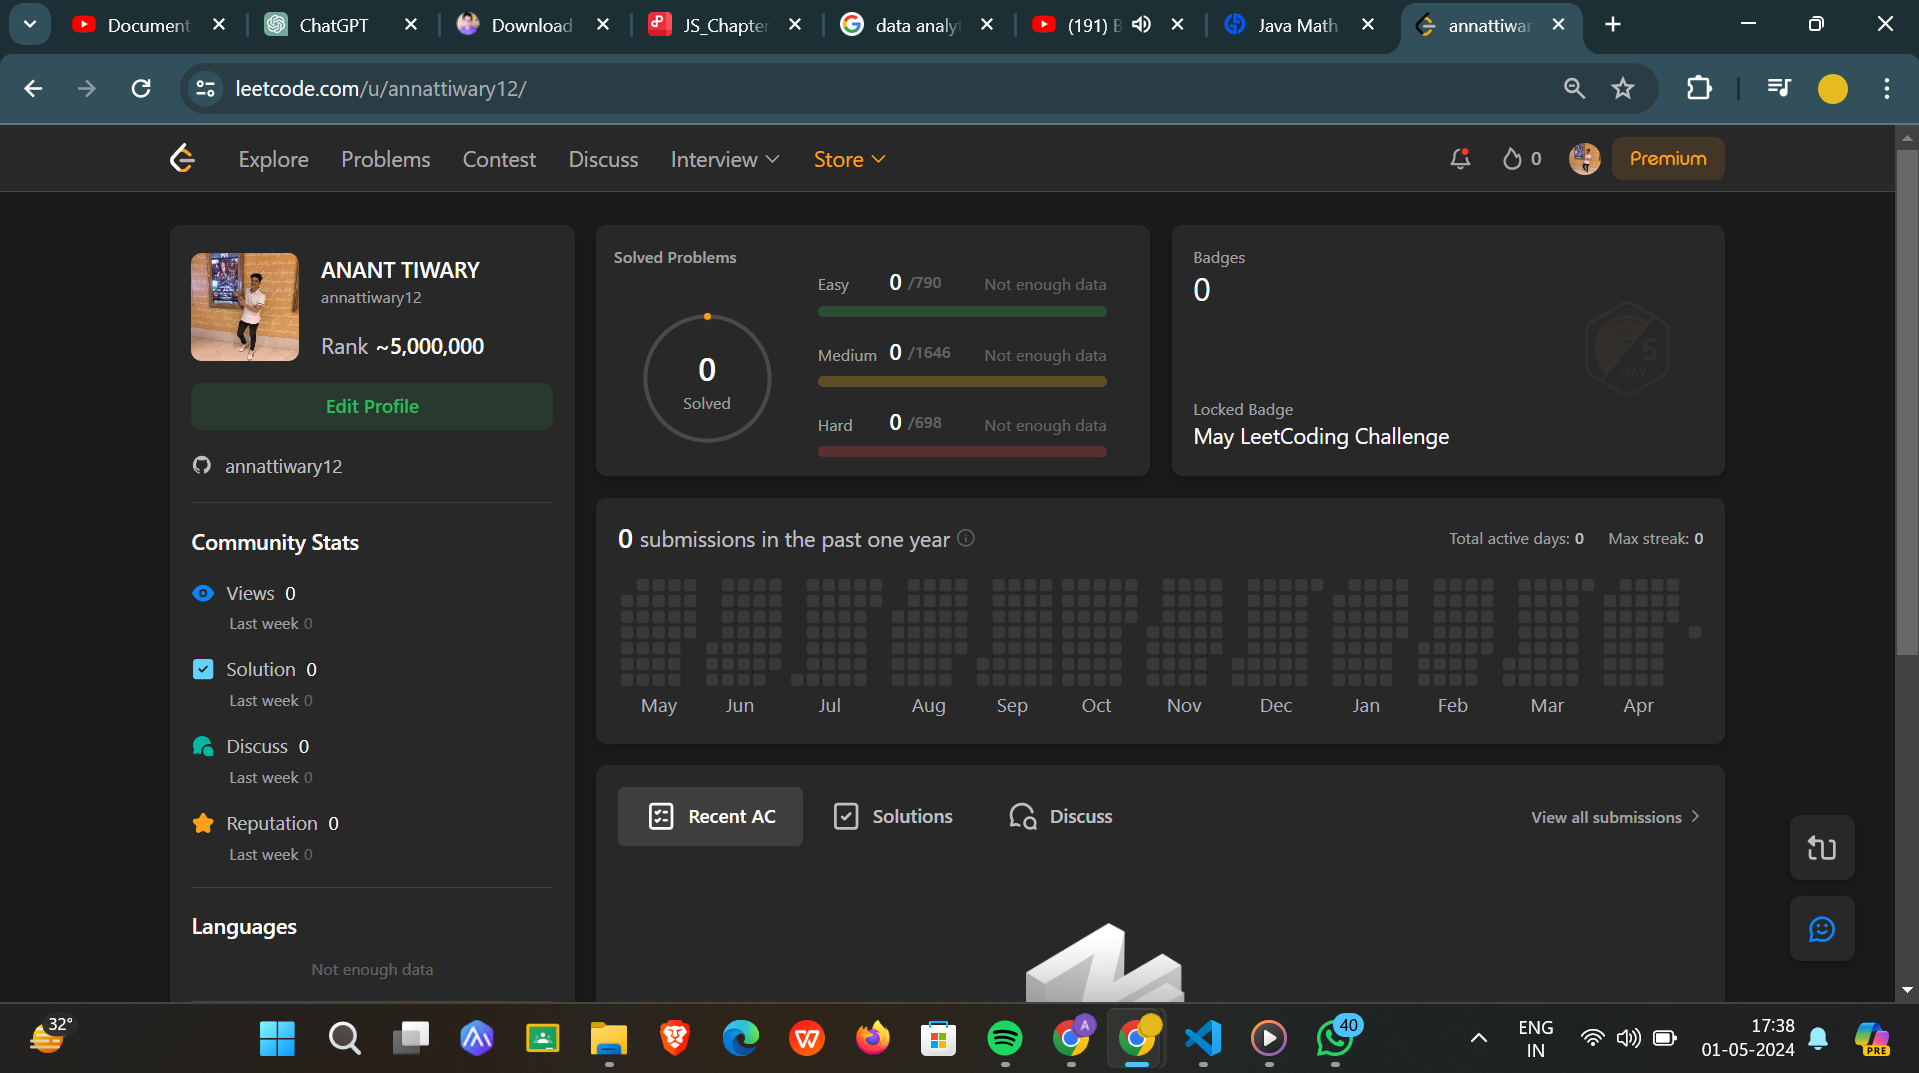 Document
ChatGPT
Download
JS_Chapter
data analyt
(191) B
Java Math
annattiwar
leetcode.com/u/annattiwary12/
Explore
Problems
Contest
Discuss
Interview
Store
0
Premium
ANANT TIWARY
annattiwary12
Rank ~5,000,000
Edit Profile
annattiwary12
Community Stats
Views 0
Last week 0
Solution 0
Last week 0
Discuss 0
Last week 0
Reputation 0
Last week 0
Languages
Not enough data
Solved Problems
0
Solved
Easy 0 /790 Not enough data
Medium 0 /1646 Not enough data
Hard 0 /698 Not enough data
Badges
0
5
MAY
Locked Badge
May LeetCoding Challenge
0 submissions in the past one year
Total active days: 0 Max streak: 0
May Jun Jul Aug Sep Oct Nov Dec Jan Feb Mar Apr
Recent AC
Solutions
Discuss
View all submissions
32°
A
40
ENG
IN
17:38
01-05-2024
PRE